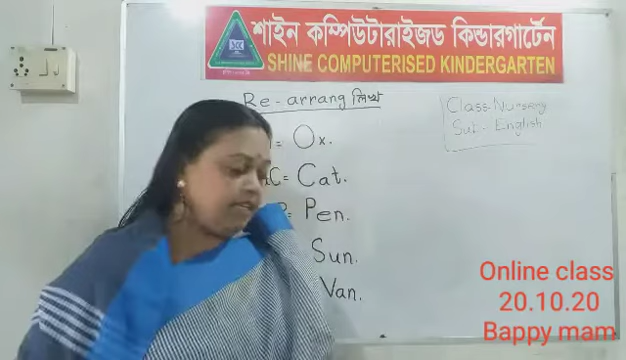 শাইন কম্পিউটারাইজড কিন্ডারগার্টেন
SHINE COMPUTERISED KINDERGARTEN
Re-arrang লিখ
Class-Nursery
Sub- English
= Ox.
= Cat.
= Pen.
Sun.
Van.
Online class
20.10.20
Bappy mam